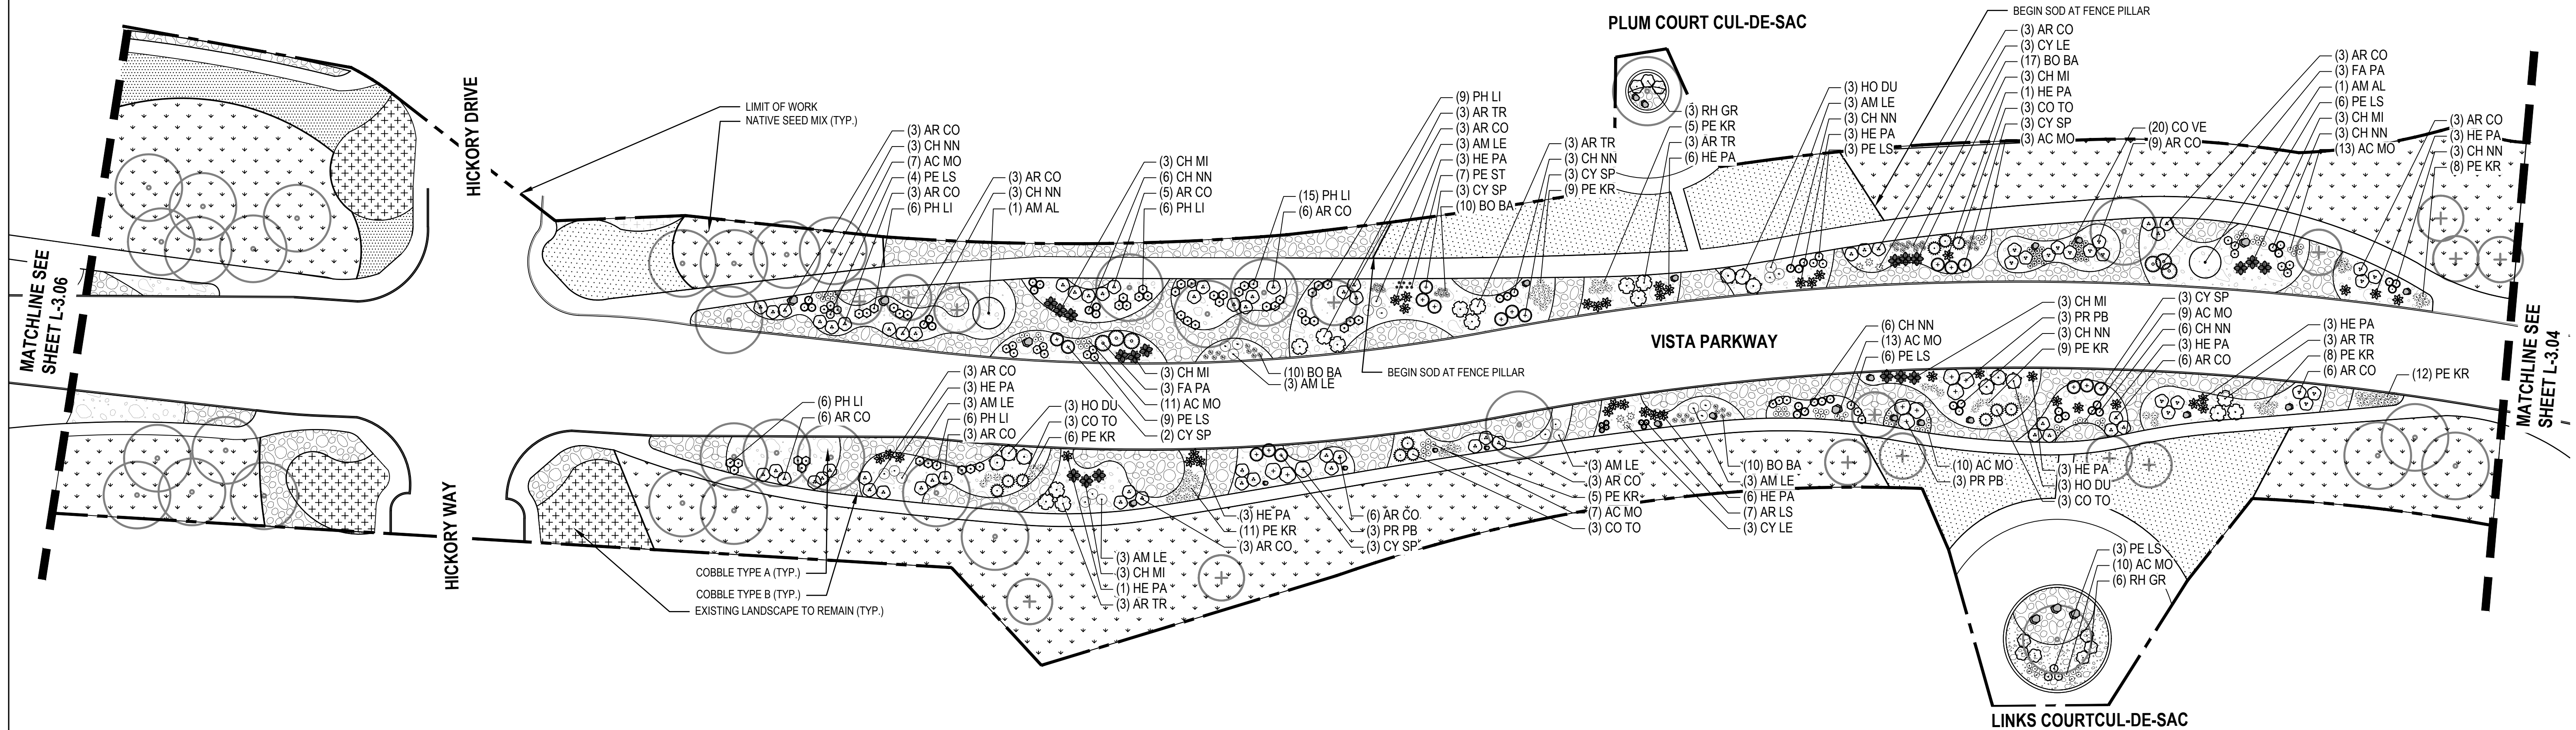 PLUM COURT CUL-DE-SAC
BEGIN SOD AT FENCE PILLAR
(3) AR CO
(3) CY LE
(17) BO BA
(3) CH MI
(1) HE PA
(3) CO TO
(3) CY SP
(3) AC MO
HICKORY DRIVE
LIMIT OF WORK
NATIVE SEED MIX (TYP.)
(3) AR CO
(3) CH NN
(7) AC MO
(4) PE LS
(3) AR CO
(6) PH LI
(3) AR CO
(3) CH NN
(1) AM AL
(3) CH MI
(6) CH NN
(5) AR CO
(6) PH LI
(15) PH LI
(6) AR CO
(9) PH LI
(3) AR TR
(3) AR CO
(3) AM LE
(3) HE PA
(7) PE ST
(3) CY SP
(10) BO BA
(3) AR TR
(3) CH NN
(3) CY SP
(9) PE KR
(3) RH GR
(5) PE KR
(3) AR TR
(6) HE PA
(3) HO DU
(3) AM LE
(3) CH NN
(3) HE PA
(3) PE LS
(20) CO VE
(9) AR CO
(3) AR CO
(3) FA PA
(1) AM AL
(6) PE LS
(3) CH MI
(3) CH NN
(13) AC MO
(3) AR CO
(3) HE PA
(3) CH NN
(8) PE KR
MATCHLINE SEE
SHEET L-3.06
VISTA PARKWAY
MATCHLINE SEE
SHEET L-3.04
(3) CH MI
(3) FA PA
(11) AC MO
(9) PE LS
(2) CY SP
(10) BO BA
(3) AM LE
BEGIN SOD AT FENCE PILLAR
(6) CH NN
(13) AC MO
(6) PE LS
(3) CH MI
(3) PR PB
(3) CH NN
(9) PE KR
(3) CY SP
(9) AC MO
(6) CH NN
(3) HE PA
(6) AR CO
(3) HE PA
(3) AR TR
(8) PE KR
(6) AR CO
(12) PE KR
(6) PH LI
(6) AR CO
(3) AR CO
(3) HE PA
(3) AM LE
(6) PH LI
(3) AR CO
(3) HO DU
(3) CO TO
(6) PE KR
HICKORY WAY
COBBLE TYPE A (TYP.)
COBBLE TYPE B (TYP.)
EXISTING LANDSCAPE TO REMAIN (TYP.)
(3) AM LE
(3) CH MI
(1) HE PA
(3) AR TR
(3) HE PA
(11) PE KR
(3) AR CO
(6) AR CO
(3) PR PB
(3) CY SP
(3) AM LE
(3) AR CO
(5) PE KR
(7) AC MO
(3) CO TO
(10) BO BA
(3) AM LE
(6) HE PA
(7) AR LS
(3) CY LE
(10) AC MO
(3) PR PB
(3) HE PA
(3) HO DU
(3) CO TO
(3) PE LS
(10) AC MO
(6) RH GR
LINKS COURTCUL-DE-SAC